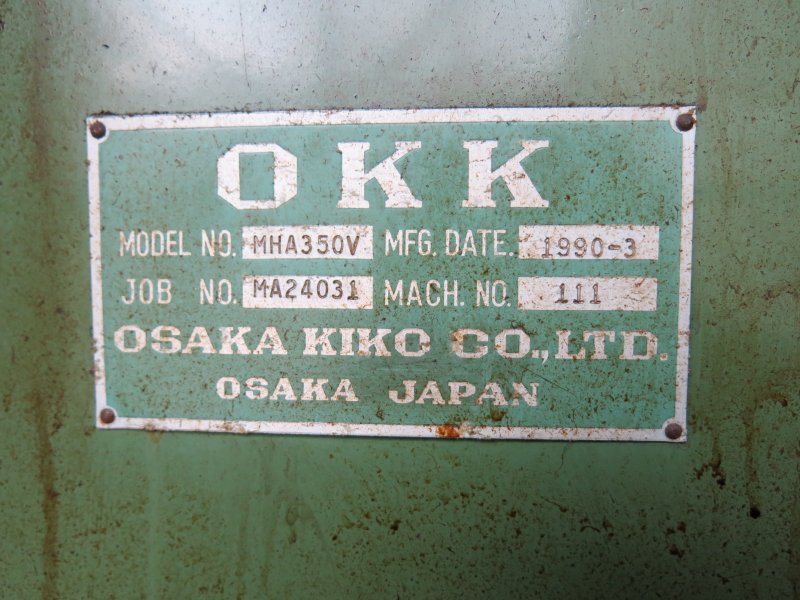 OKK
MODEL NO. MHA350V MFG. DATE. 1990-3
JOB NO. MA24031 MACH. NO. 111
OSAKA KIKO CO., LTD.
OSAKA JAPAN